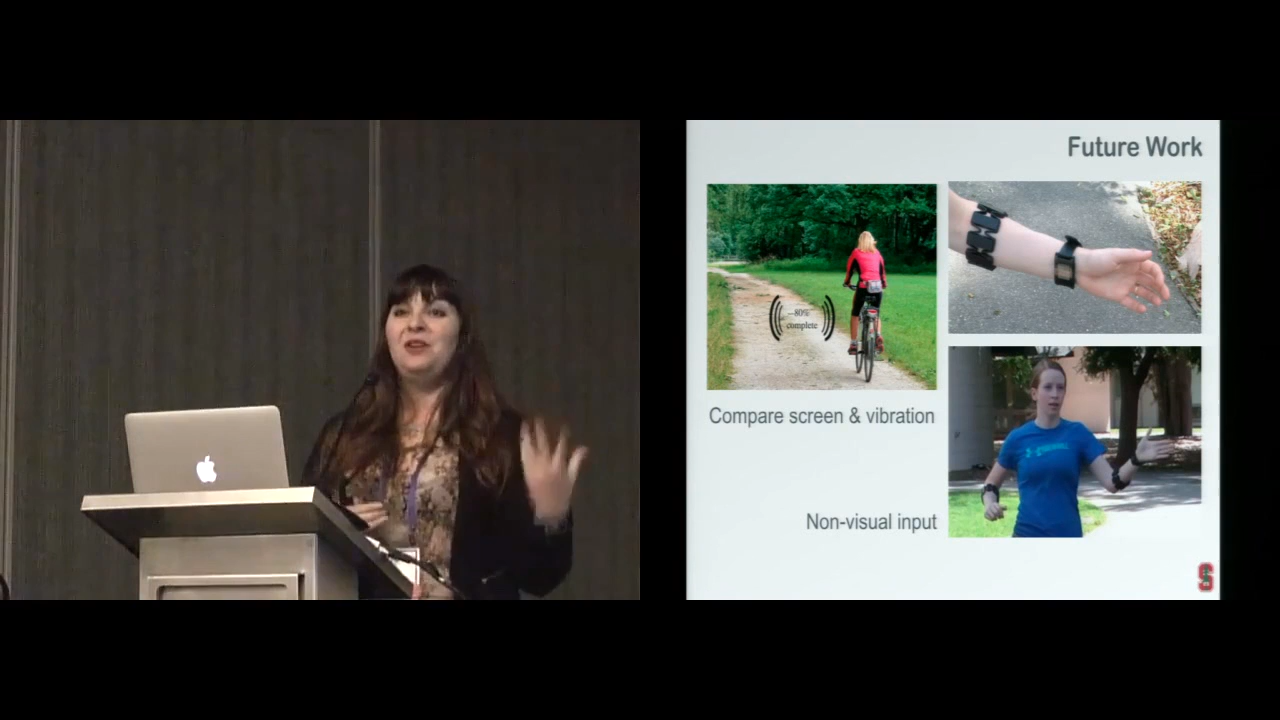 Future Work
~80%
complete
Compare screen & vibration
Non-visual input
S